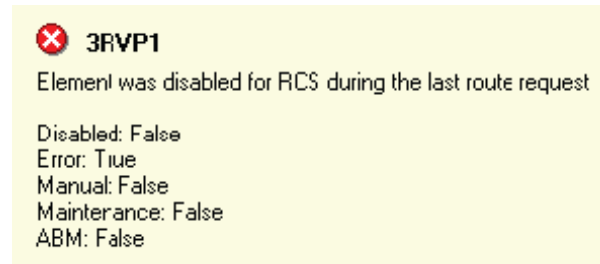 3RVP1
Element was disabled for RCS during the last route request
Disabled: False
Error: True
Manual: False
Maintenance: False
ABM: False